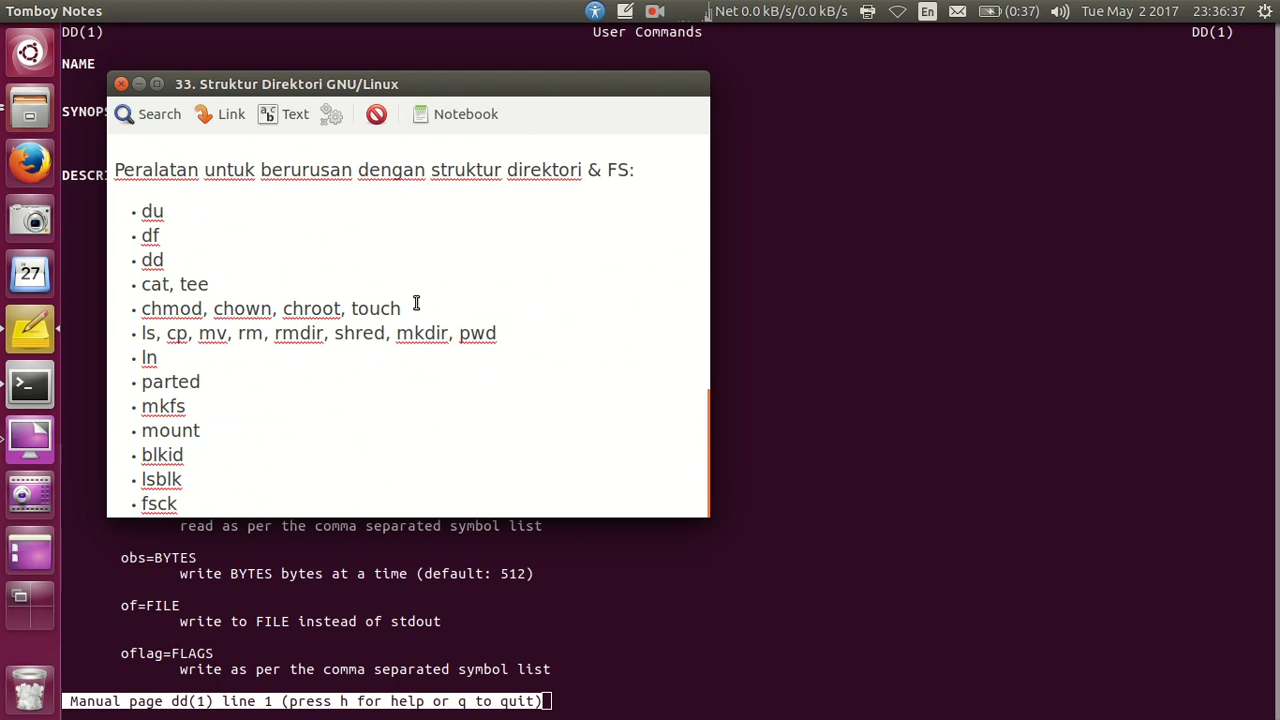 Tomboy Notes
Net 0.0 kB/s/0.0 kB/s
En
(0:37)
Tue May 2 2017
23:36:37
DD(1)
User Commands
DD(1)
NAME
33. Struktur Direktori GNU/Linux
SYNOPS
Search
Link
Text
Notebook
Peralatan untuk berurusan dengan struktur direktori & FS:
DESCRI
• du
• df
• dd
• cat, tee
• chmod, chown, chroot, touch
• ls, cp, mv, rm, rmdir, shred, mkdir, pwd
• ln
• parted
• mkfs
• mount
• blkid
• lsblk
• fsck
27
read as per the comma separated symbol list
obs=BYTES
write BYTES bytes at a time (default: 512)
of=FILE
write to FILE instead of stdout
oflag=FLAGS
write as per the comma separated symbol list
Manual page dd(1) line 1 (press h for help or q to quit)